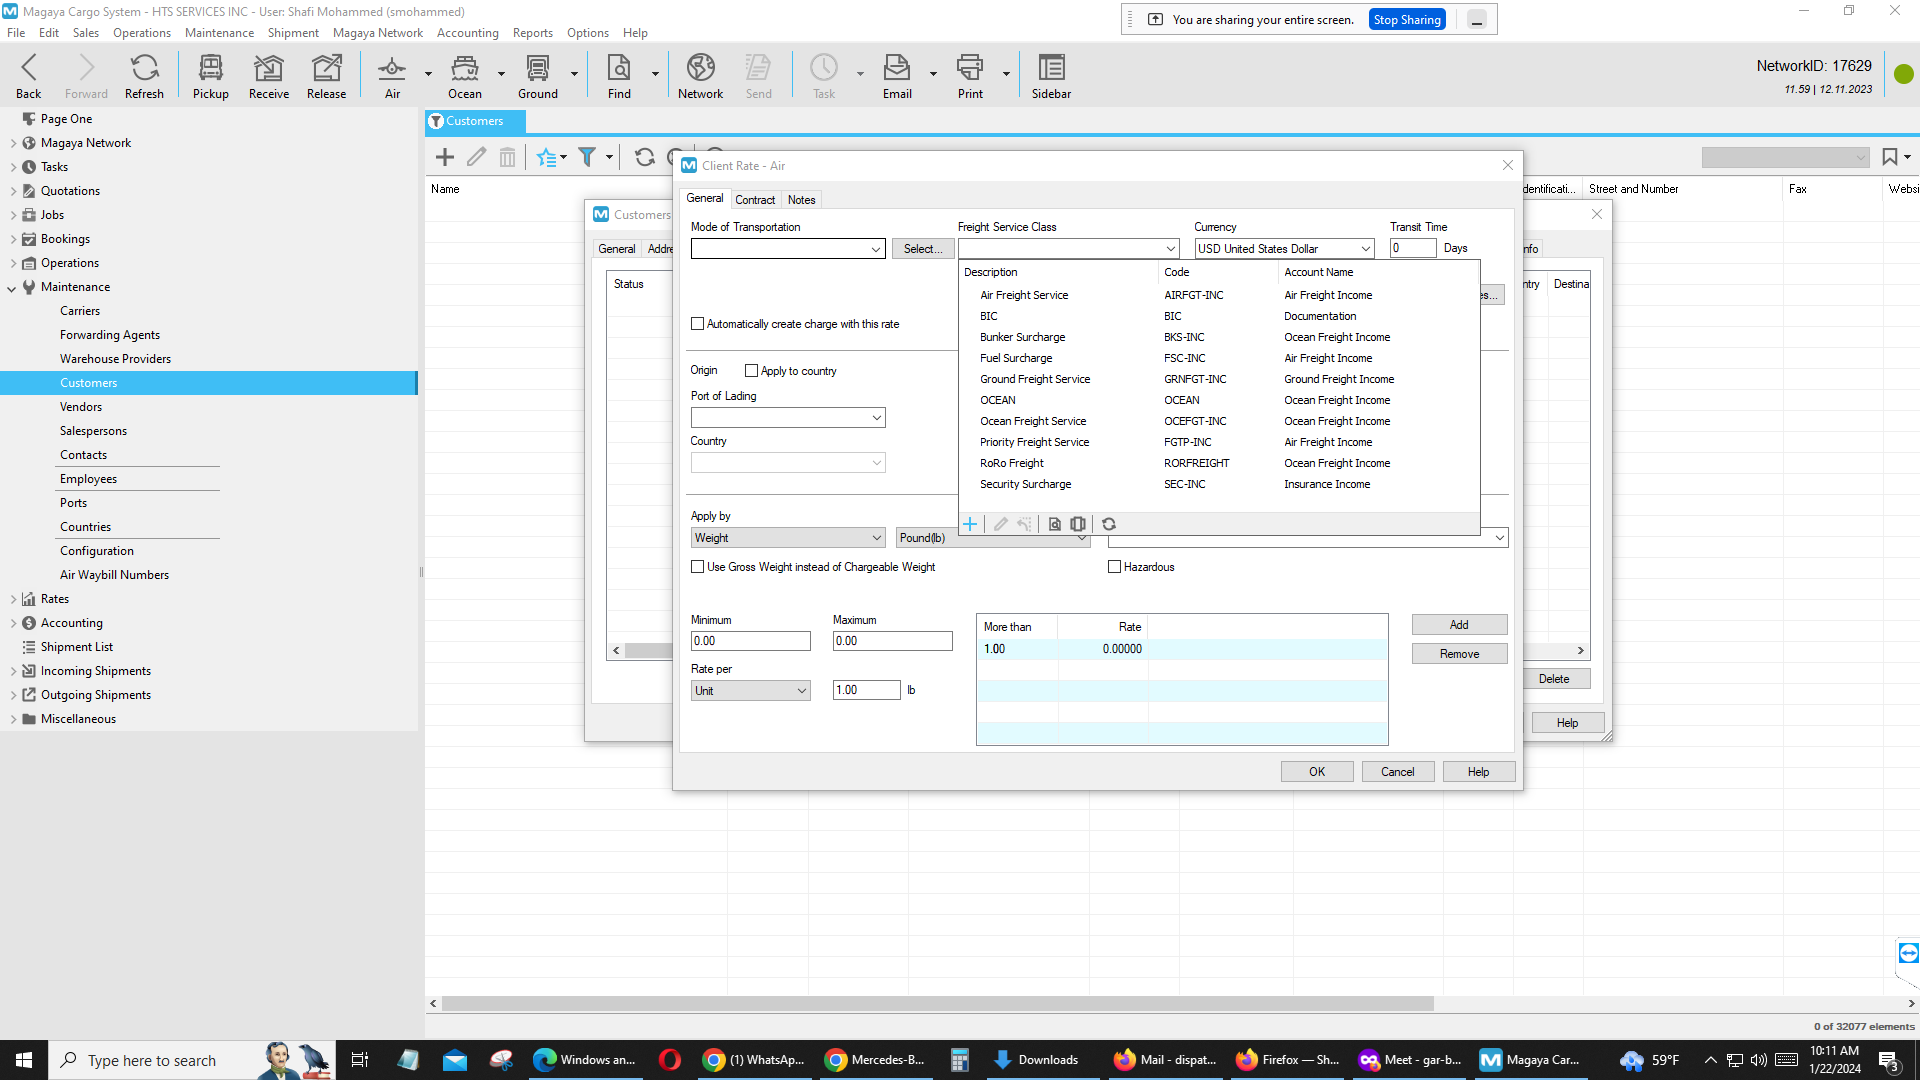 Magaya Cargo System - HTS SERVICES INC - User: Shafi Mohammed (smohammed)
You are sharing your entire screen.
Stop Sharing
File Edit Sales Operations Maintenance Shipment Magaya Network Accounting Reports Options Help
Back Forward Refresh Pickup Receive Release Air Ocean Ground Find Network Send Task Email Print Sidebar
NetworkID: 17629
11.59 | 12.11.2023
Page One
Magaya Network
Tasks
Quotations
Jobs
Bookings
Operations
Maintenance
Carriers
Forwarding Agents
Warehouse Providers
Customers
Vendors
Salespersons
Contacts
Employees
Ports
Countries
Configuration
Air Waybill Numbers
Rates
Accounting
Shipment List
Incoming Shipments
Outgoing Shipments
Miscellaneous
Customers
Name
Street and Number Fax Websi
Customers
General Addre
Status
ntry Destina
Delete
Help
Client Rate - Air
General Contract Notes
Mode of Transportation Freight Service Class Currency Transit Time
Select... USD United States Dollar 0 Days
Description Code Account Name
Air Freight Service AIRFGT-INC Air Freight Income
BIC BIC Documentation
Bunker Surcharge BKS-INC Ocean Freight Income
Fuel Surcharge FSC-INC Air Freight Income
Ground Freight Service GRNFGT-INC Ground Freight Income
OCEAN OCEAN Ocean Freight Income
Ocean Freight Service OCEFGT-INC Ocean Freight Income
Priority Freight Service FGTP-INC Air Freight Income
RoRo Freight RORFREIGHT Ocean Freight Income
Security Surcharge SEC-INC Insurance Income
Automatically create charge with this rate
Origin Apply to country
Port of Lading
Country
Apply by
Weight Pound(lb)
Use Gross Weight instead of Chargeable Weight Hazardous
Minimum Maximum
0.00 0.00
Rate per
Unit 1.00 lb
More than Rate
1.00 0.00000
Add
Remove
OK Cancel Help
0 of 32077 elements
Type here to search
Windows an... (1) WhatsAp... Mercedes-B... Downloads Mail - dispat... Firefox — Sh... Meet - gar-b... Magaya Car...
59°F
10:11 AM
1/22/2024
3